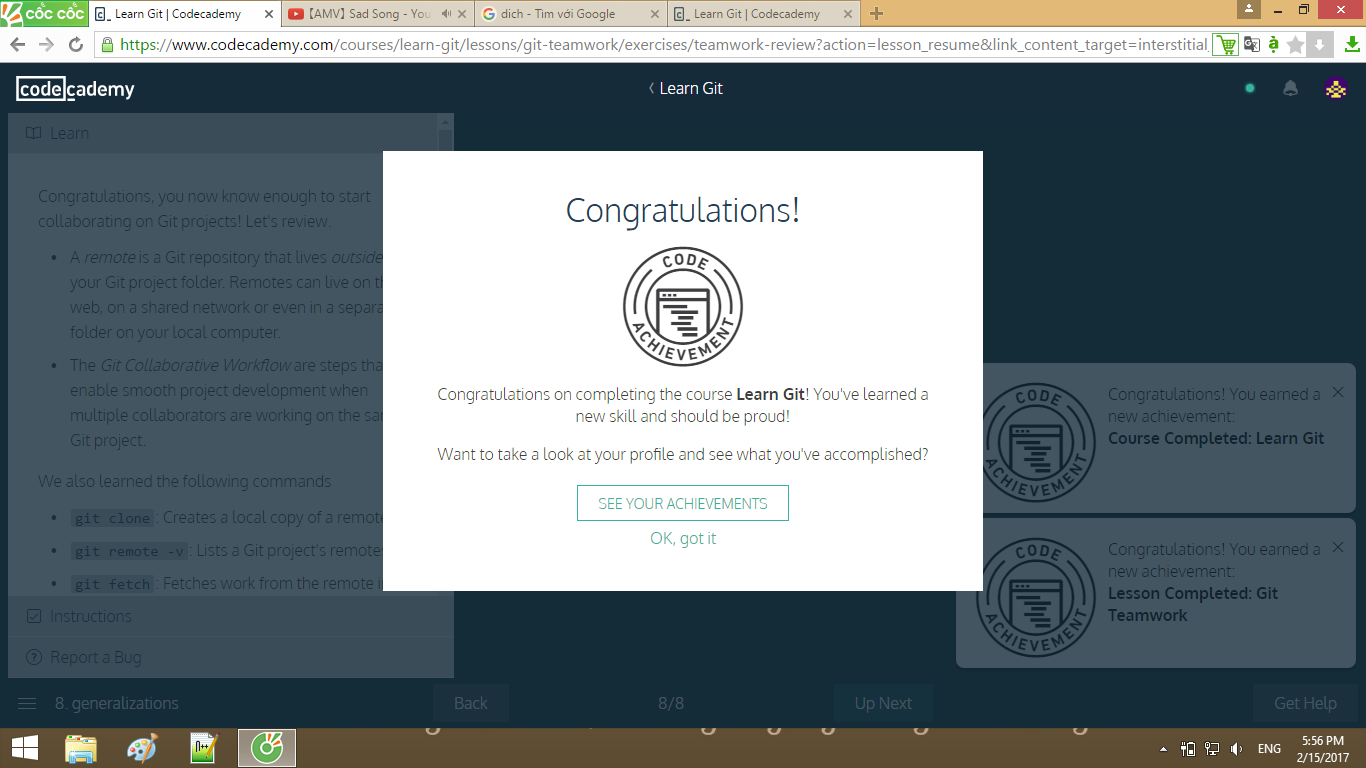 CỐC CỐC
Learn Git | Codecademy
【AMV】 Sad Song - You
dich - Tìm với Google
Learn Git | Codecademy
https://www.codecademy.com/courses/learn-git/lessons/git-teamwork/exercises/teamwork-review?action=lesson_resume&link_content_target=interstitial_
codecademy
Learn Git
Learn
Congratulations, you now know enough to start
collaborating on Git projects! Let's review.
• A remote is a Git repository that lives outside
your Git project folder. Remotes can live on th
web, on a shared network or even in a separa
folder on your local computer.
• The Git Collaborative Workflow are steps tha
enable smooth project development when
multiple collaborators are working on the sa
Git project.
We also learned the following commands
• git clone: Creates a local copy of a remote
• git remote -v: Lists a Git project's remotes
• git fetch: Fetches work from the remote i
Instructions
Report a Bug
Congratulations!
CODE
ACHIEVEMENT
Congratulations on completing the course Learn Git! You've learned a
new skill and should be proud!
Want to take a look at your profile and see what you've accomplished?
SEE YOUR ACHIEVEMENTS
OK, got it
CODE
ACHIEVEMENT
Congratulations! You earned a
new achievement:
Course Completed: Learn Git
CODE
ACHIEVEMENT
Congratulations! You earned a
new achievement:
Lesson Completed: Git
Teamwork
8. generalizations
Back
8/8
Up Next
Get Help
N++
ENG
5:56 PM
2/15/2017